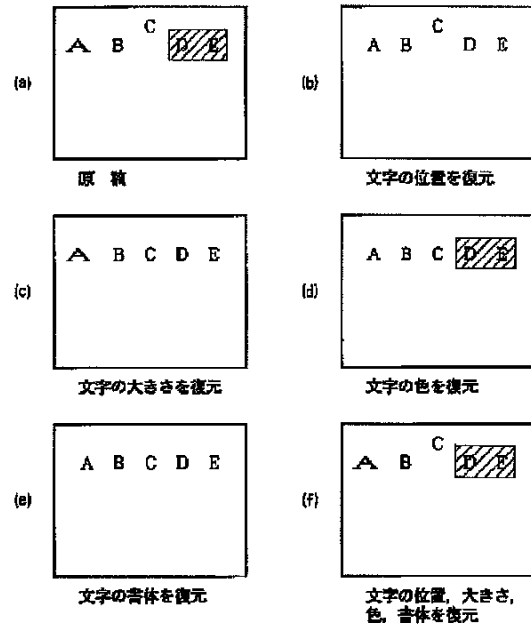 (a)
A B C D E
原 稿
(b)
A B C D E
文字の位置を復元
(c)
A B C D E
文字の大きさを復元
(d)
A B C D E
文字の色を復元
(e)
A B C D E
文字の書体を復元
(f)
A B C D E
文字の位置，大きさ，
色，書体を復元